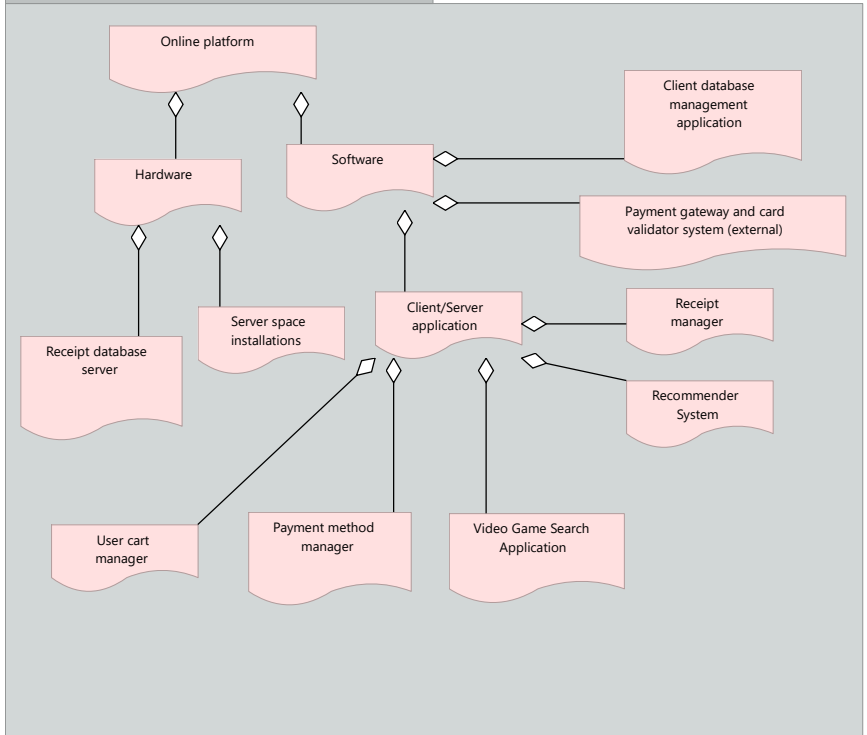 Online platform
Client database
management
application
Software
Hardware
Payment gateway and card
validator system (external)
Client/Server
application
Receipt
manager
Server space
installations
Receipt database
server
Recommender
System
User cart
manager
Payment method
manager
Video Game Search
Application